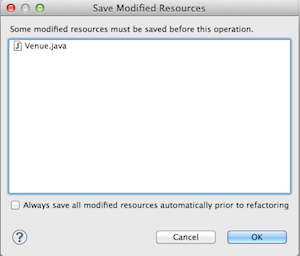 Save Modified Resources
Some modified resources must be saved before this operation.
Venue.java
Always save all modified resources automatically prior to refactoring
?
Cancel
OK